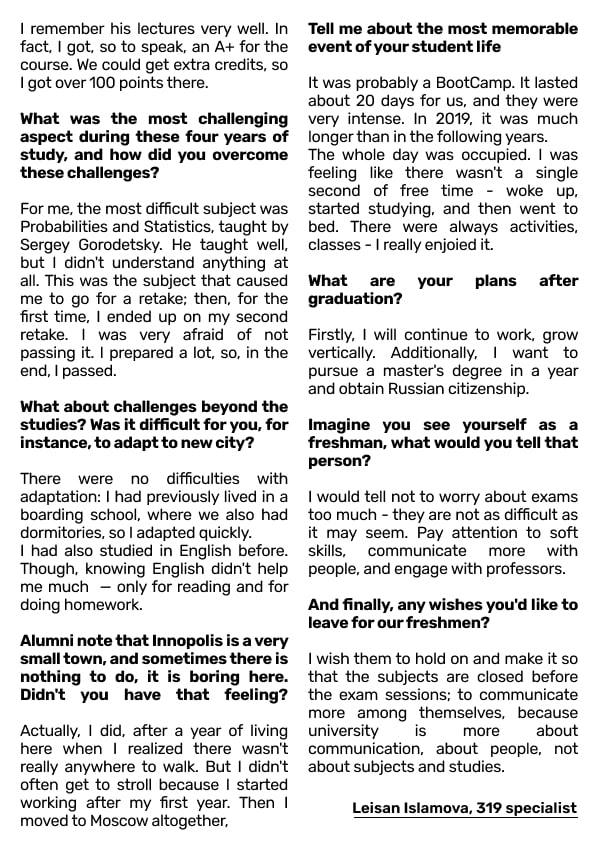 I remember his lectures very well. In
fact, I got, so to speak, an A+ for the
course. We could get extra credits, so
I got over 100 points there.
What was the most challenging
aspect during these four years of
study, and how did you overcome
these challenges?
For me, the most difficult subject was
Probabilities and Statistics, taught by
Sergey Gorodetsky. He taught well,
but I didn't understand anything at
all. This was the subject that caused
me to go for a retake; then, for the
first time, I ended up on my second
retake. I was very afraid of not
passing it. I prepared a lot, so, in the
end, I passed.
What about challenges beyond the
studies? Was it difficult for you, for
instance, to adapt to new city?
There were no difficulties with
adaptation: I had previously lived in a
boarding school, where we also had
dormitories, so I adapted quickly.
I had also studied in English before.
Though, knowing English didn't help
me much — only for reading and for
doing homework.
Alumni note that Innopolis is a very
small town, and sometimes there is
nothing to do, it is boring here.
Didn't you have that feeling?
Actually, I did, after a year of living
here when I realized there wasn't
really anywhere to walk. But I didn't
often get to stroll because I started
working after my first year. Then I
moved to Moscow altogether,
Tell me about the most memorable
event of your student life
It was probably a BootCamp. It lasted
about 20 days for us, and they were
very intense. In 2019, it was much
longer than in the following years.
The whole day was occupied. I was
feeling like there wasn't a single
second of free time - woke up,
started studying, and then went to
bed. There were always activities,
classes - I really enjoied it.
What are your plans after
graduation?
Firstly, I will continue to work, grow
vertically. Additionally, I want to
pursue a master's degree in a year
and obtain Russian citizenship.
Imagine you see yourself as a
freshman, what would you tell that
person?
I would tell not to worry about exams
too much - they are not as difficult as
it may seem. Pay attention to soft
skills, communicate more with
people, and engage with professors.
And finally, any wishes you'd like to
leave for our freshmen?
I wish them to hold on and make it so
that the subjects are closed before
the exam sessions; to communicate
more among themselves, because
university is more about
communication, about people, not
about subjects and studies.
Leisan Islamova, 319 specialist